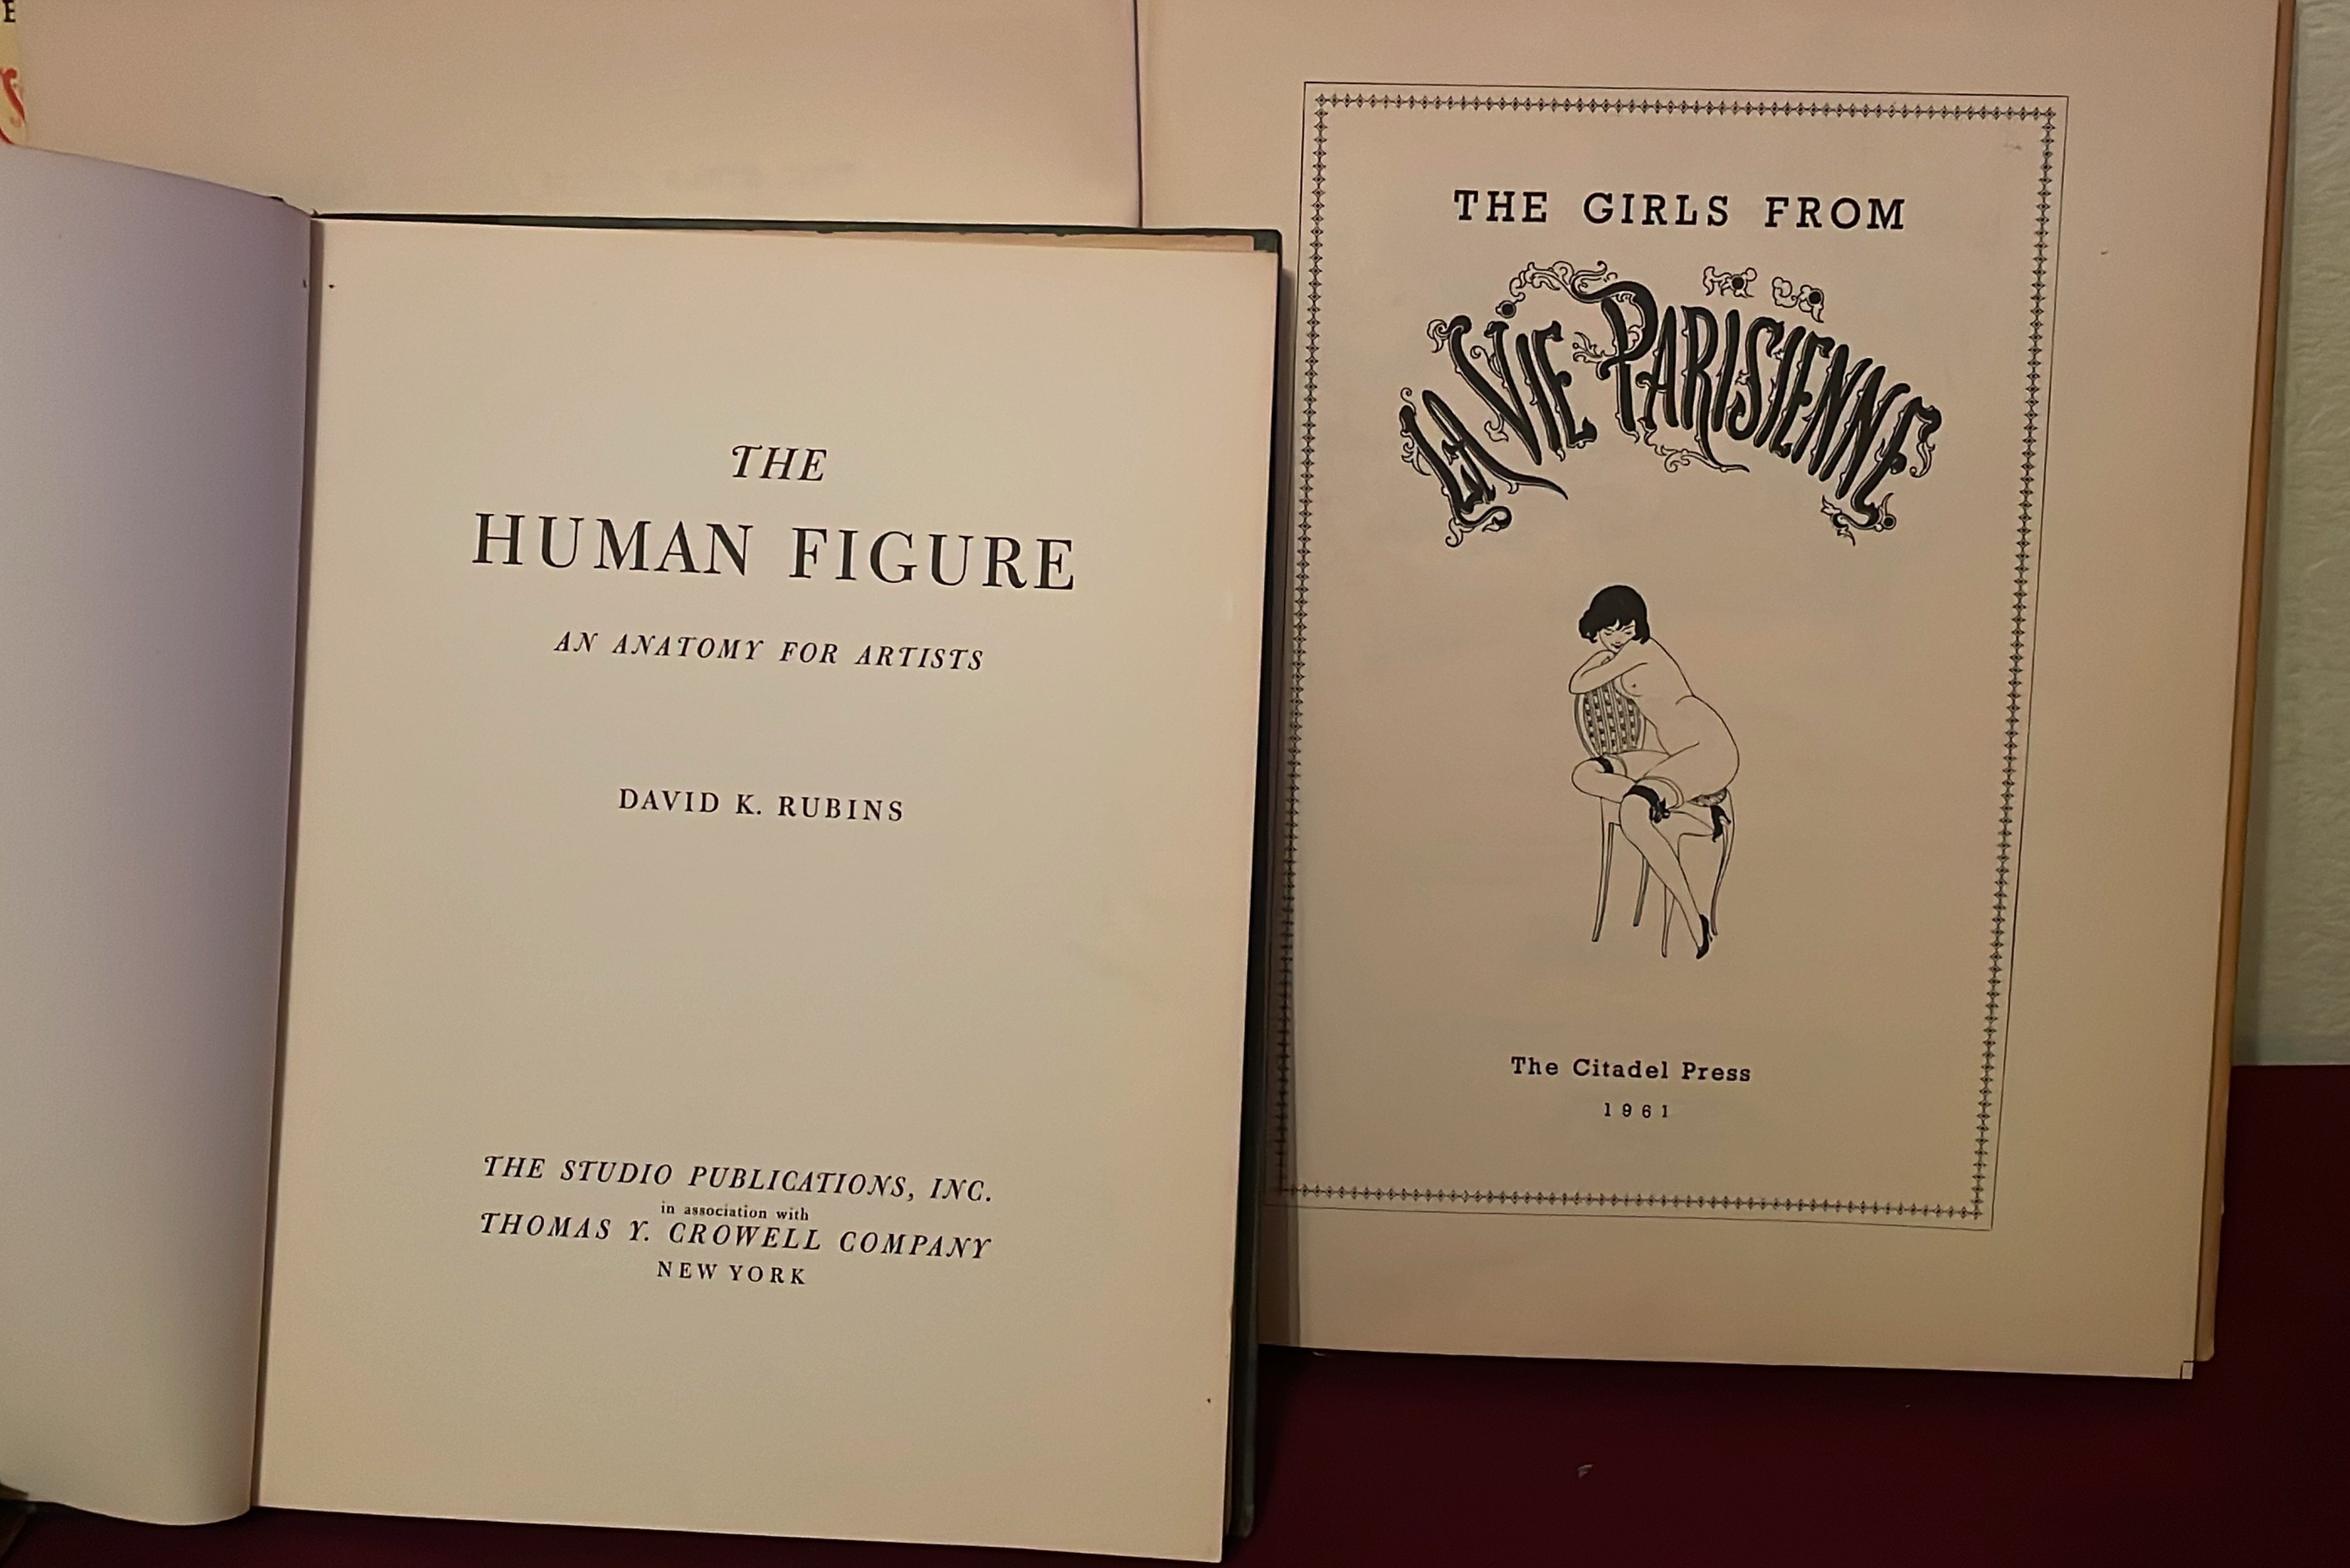 THE
HUMAN FIGURE
AN ANATOMY FOR ARTISTS
DAVID K. RUBINS
THE STUDIO PUBLICATIONS, INC.
in association with
THOMAS Y. CROWELL COMPANY
NEW YORK
THE GIRLS FROM
LA VIE PARISIENNE
The Citadel Press
1961